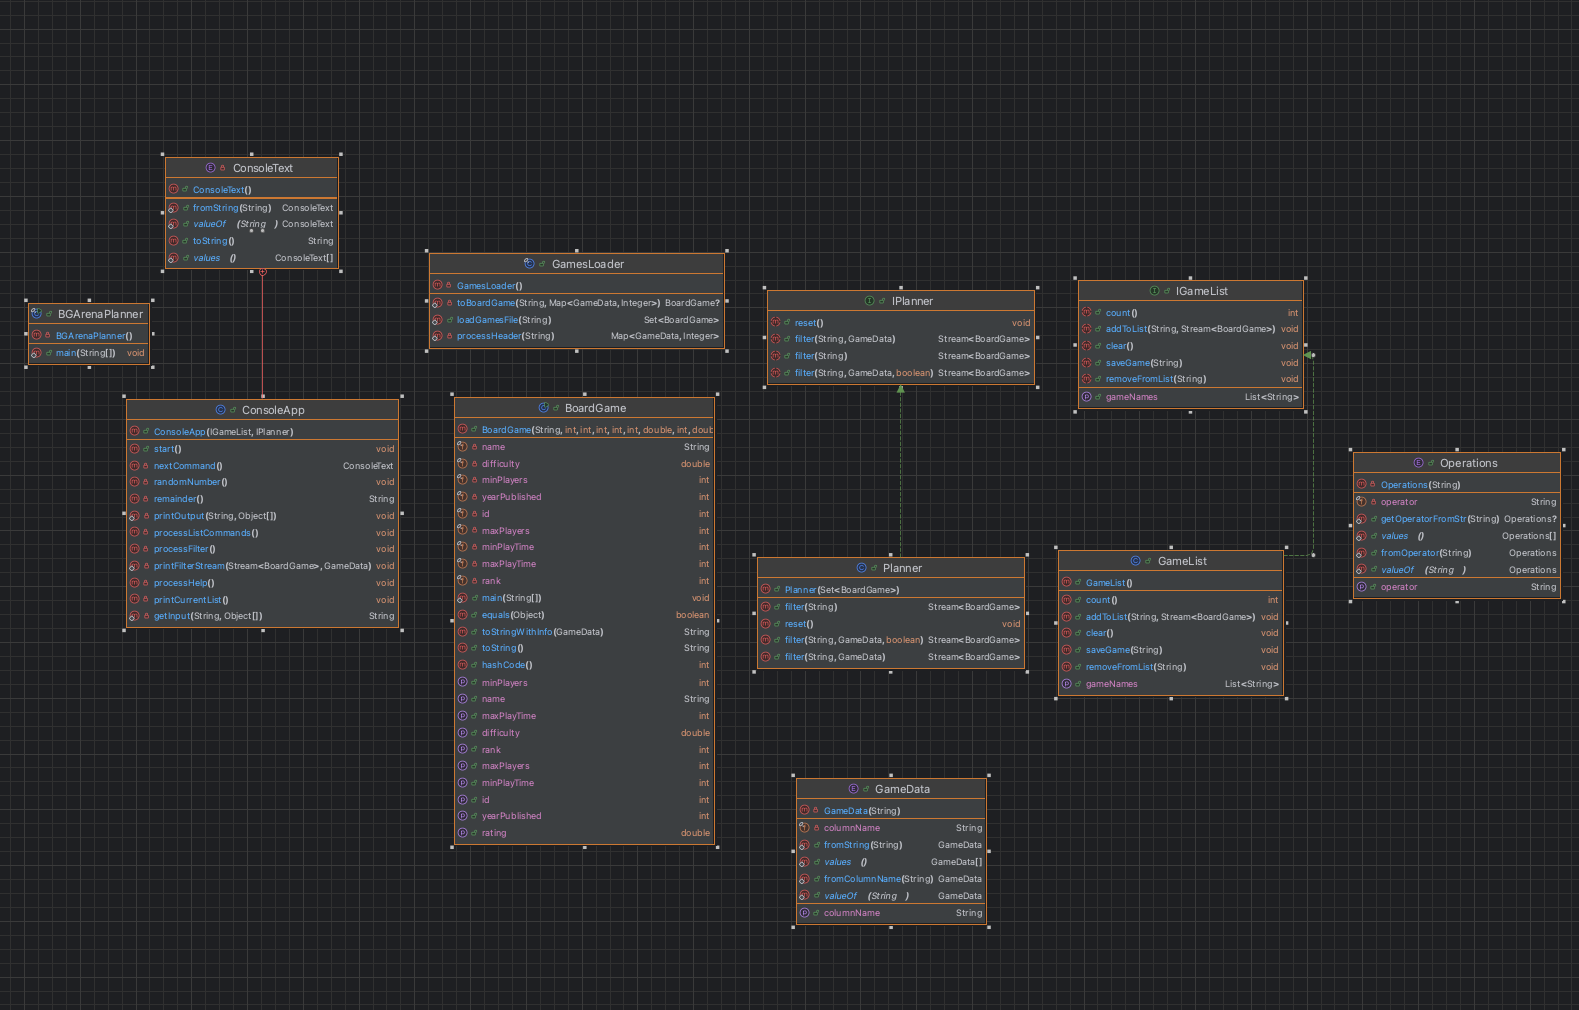 ConsoleText
ConsoleText()
fromString(String) ConsoleText
valueOf (String ) ConsoleText
toString() String
values () ConsoleText[]
BGArenaPlanner
BGArenaPlanner()
main(String[]) void
ConsoleApp
ConsoleApp(IGameList, IPlanner)
start() void
nextCommand() ConsoleText
randomNumber() void
remainder() String
printOutput(String, Object[]) void
processListCommands() void
processFilter() void
printFilterStream(Stream<BoardGame>, GameData) void
processHelp() void
printCurrentList() void
getInput(String, Object[]) String
GamesLoader
GamesLoader()
toBoardGame(String, Map<GameData, Integer>) BoardGame?
loadGamesFile(String) Set<BoardGame>
processHeader(String) Map<GameData, Integer>
BoardGame
BoardGame(String, int, int, int, int, int, double, int, doub
name String
difficulty double
minPlayers int
yearPublished int
id int
maxPlayers int
minPlayTime int
maxPlayTime int
rank int
main(String[]) void
equals(Object) boolean
toStringWithInfo(GameData) String
toString() String
hashCode() int
minPlayers int
name String
maxPlayTime int
difficulty double
rank int
maxPlayers int
minPlayTime int
id int
yearPublished int
rating double
IPlanner
reset() void
filter(String, GameData) Stream<BoardGame>
filter(String) Stream<BoardGame>
filter(String, GameData, boolean) Stream<BoardGame>
Planner
Planner(Set<BoardGame>)
filter(String) Stream<BoardGame>
reset() void
filter(String, GameData, boolean) Stream<BoardGame>
filter(String, GameData) Stream<BoardGame>
GameData
GameData(String)
columnName String
fromString(String) GameData
values () GameData[]
fromColumnName(String) GameData
valueOf (String ) GameData
columnName String
IGameList
count() int
addToList(String, Stream<BoardGame>) void
clear() void
saveGame(String) void
removeFromList(String) void
gameNames List<String>
GameList
GameList()
count() int
addToList(String, Stream<BoardGame>) void
clear() void
saveGame(String) void
removeFromList(String) void
gameNames List<String>
Operations
Operations(String)
operator String
getOperatorFromStr(String) Operations?
values () Operations[]
fromOperator(String) Operations
valueOf (String ) Operations
operator String